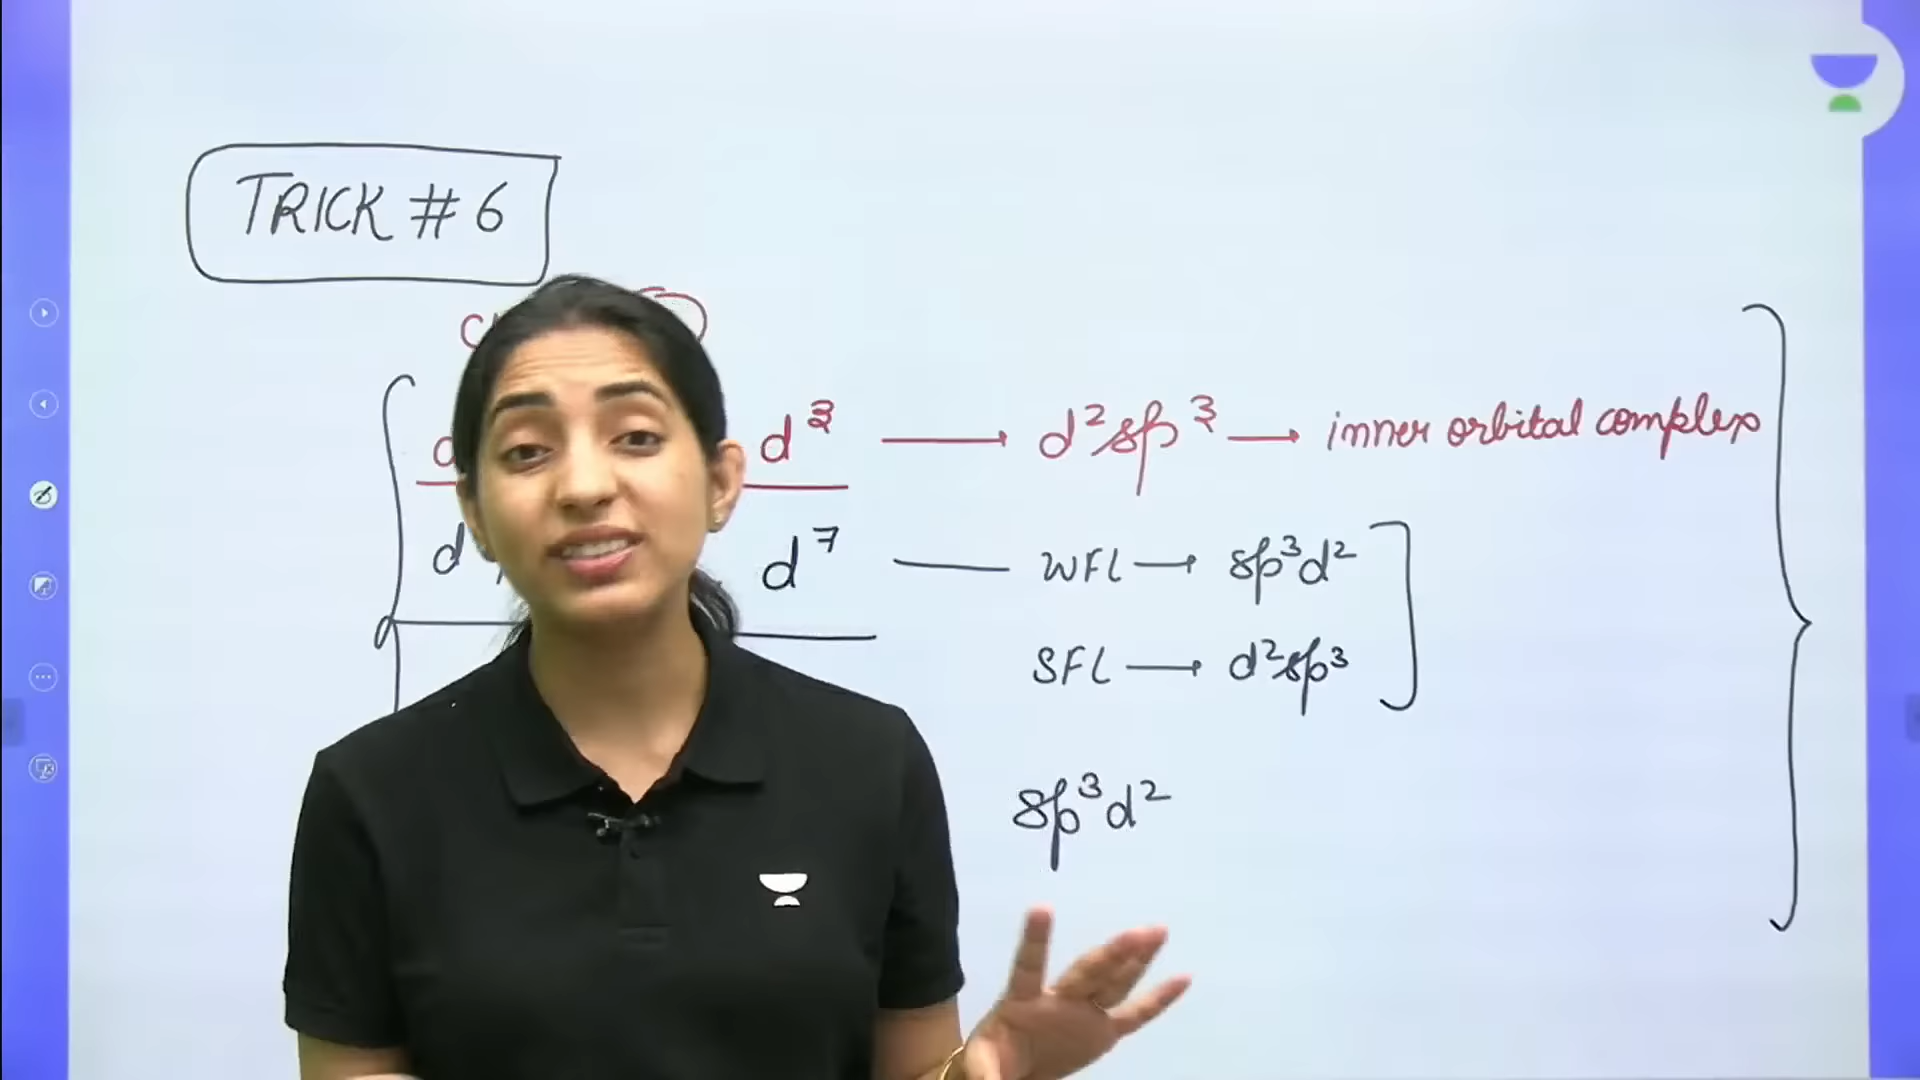 TRICK # 6
d³ → d²sp³ → inner orbital complex
d d⁷ — WFL → sp³d²
SFL → d²sp³
sp³d²